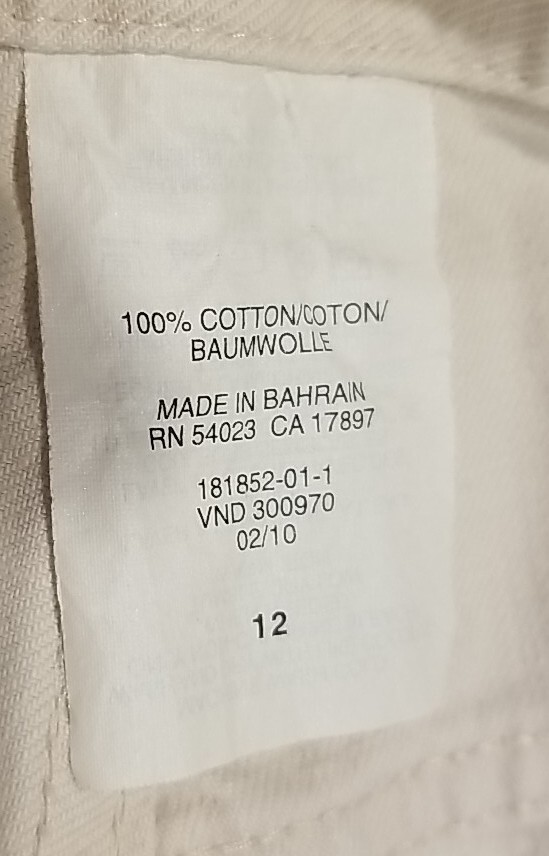 100% COTTON/COTON/
BAUMWOLLE
MADE IN BAHRAIN
RN 54023 CA 17897
181852-01-1
VND 300970
02/10
12